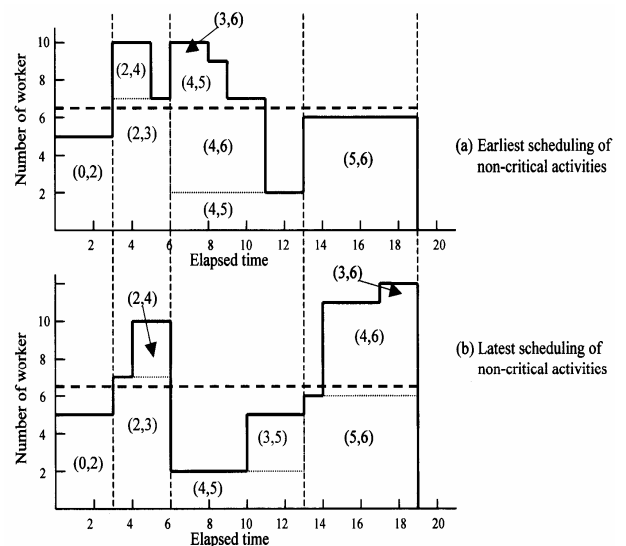 (3,6)
10
(2,4)
8
(4,5)
6
(2,3)
(4,6)
(a) Earliest scheduling of
non-critical activities
4
(0,2)
(5,6)
2
(4,5)
Number of worker
2 4 6 8 10 12 14 16 18 20
Elapsed time
(3,6)
(2,4)
10
(4,6)
(b) Latest scheduling of
non-critical activities
8
6
(2,3)
(3,5)
(5,6)
4
(0,2)
2
(4,5)
Number of worker
2 4 6 8 10 12 14 16 18 20
Elapsed time